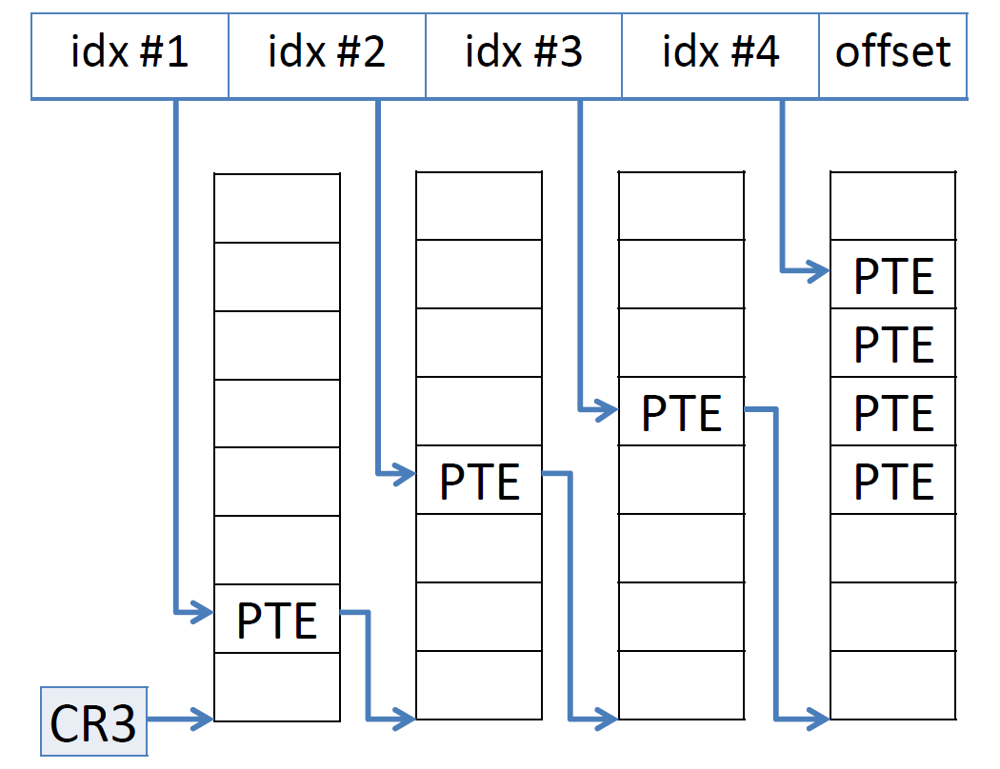 idx #1 idx #2 idx #3 idx #4 offset
PTE
PTE
PTE PTE
PTE PTE
PTE
CR3